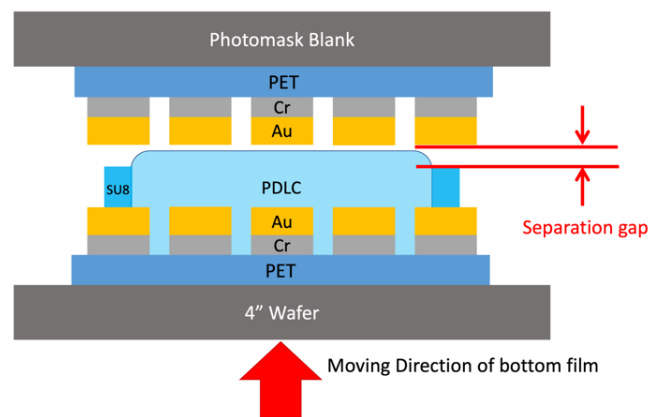 Photomask Blank
PET
Cr
Au
SU8
PDLC
Au
Cr
PET
4” Wafer
Separation gap
Moving Direction of bottom film